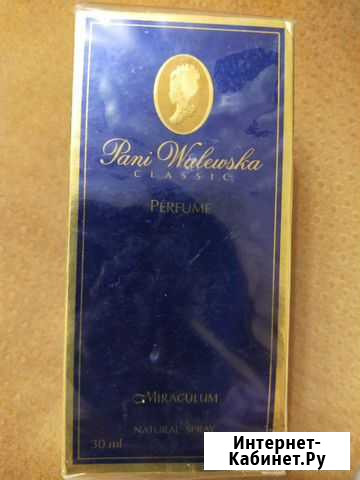 Pani Walewska
CLASSIC
PERFUME
MIRACULUM
NATURAL SPRAY
30 ml
Интернет-
Кабинет.Ру